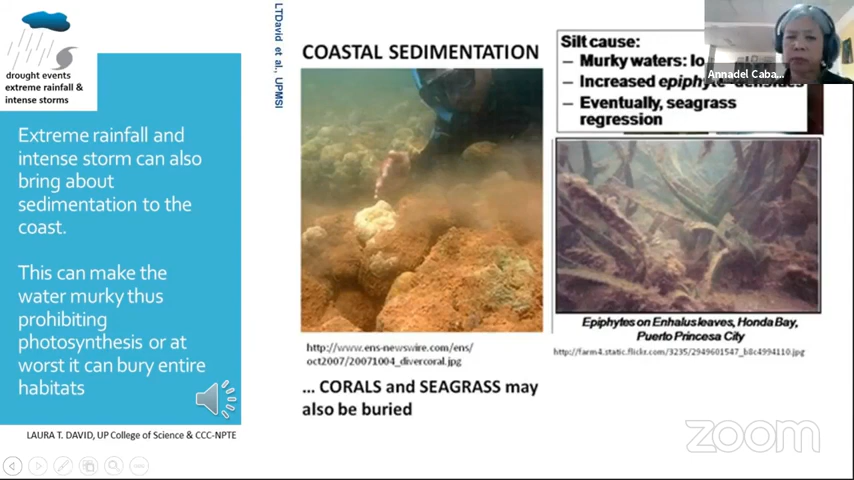 drought events
extreme rainfall &
intense storms
Extreme rainfall and
intense storm can also
bring about
sedimentation to the
coast.
This can make the
water murky thus
prohibiting
photosynthesis or at
worst it can bury entire
habitats
LAURA T. DAVID, UP College of Science & CCC-NPTE
LTDavid et al., UPMSI
COASTAL SEDIMENTATION
http://www.ens-newswire.com/ens/
oct2007/20071004_divercoral.jpg
... CORALS and SEAGRASS may
also be buried
Silt cause:
– Murky waters: lo
– Increased epiphyte densities
– Eventually, seagrass
regression
Annadel Caba...
Epiphytes on Enhalus leaves, Honda Bay,
Puerto Princesa City
http://farm4.static.flickr.com/3235/2949601547_b8c4994110.jpg
zoom